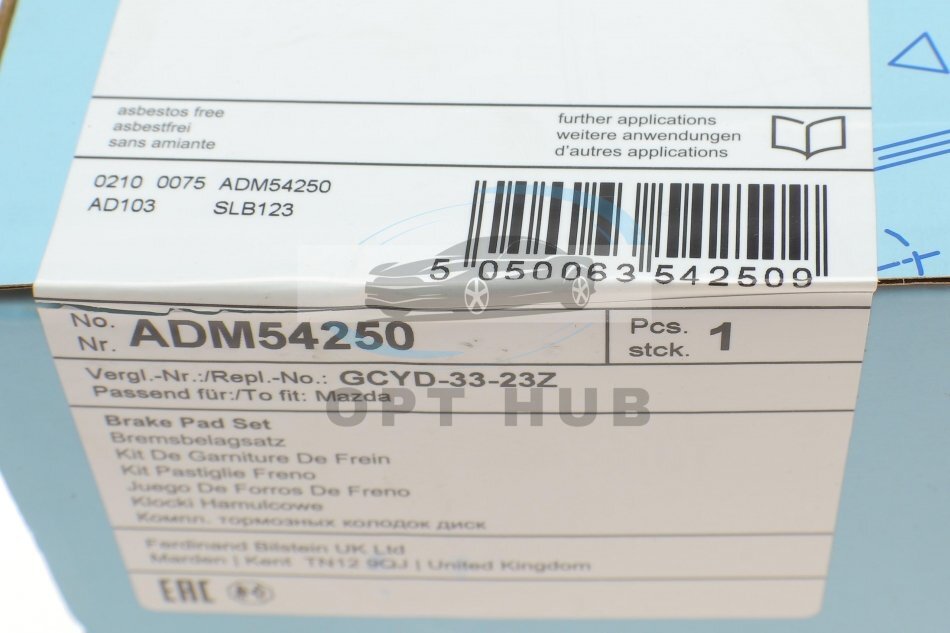 asbestos free
asbestfrei
sans amiante
further applications
weitere anwendungen
d'autres applications
0210 0075 ADM54250
AD103 SLB123
5 050063 542509
No. ADM54250
Nr.
Pcs. 1
stck.
Vergl.-Nr.:/Repl.-No.: GCYD-33-23Z
Passend für:/To fit: Mazda
OPT HUB
Brake Pad Set
Bremsbelagsatz
Kit De Garniture De Frein
Kit Pastiglie Freno
Juego De Forros De Freno
Klocki Hamulcowe
Компл. тормозных колодок диск
Ferdinand Bilstein UK Ltd
Marden | Kent TN12 9QJ | United Kingdom
EAC